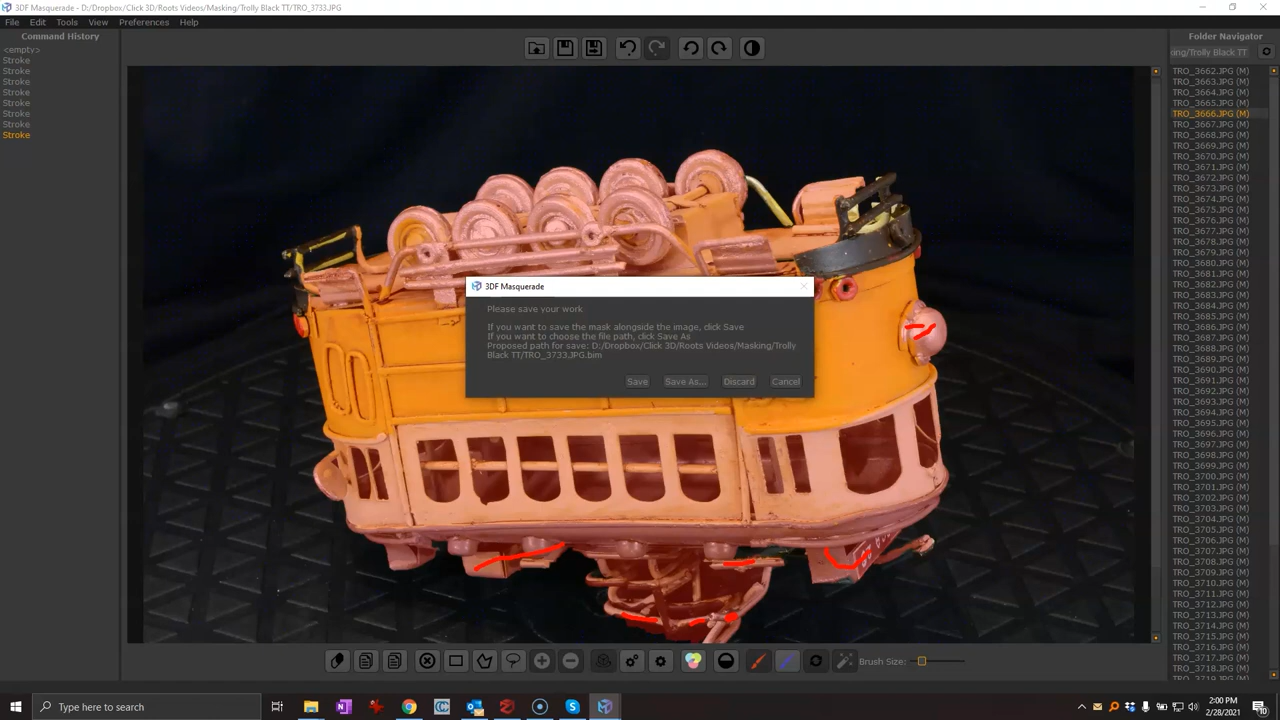 3DF Masquerade - D:/Dropbox/Click 3D/Roots Videos/Masking/Trolly Black TT/TRO_3733.JPG
File Edit Tools View Preferences Help
Command History
<empty>
Stroke
Stroke
Stroke
Stroke
Stroke
Stroke
Stroke
Stroke
3DF Masquerade
Please save your work
If you want to save the mask alongside the image, click Save
If you want to choose the file path, click Save As
Proposed path for save: D:/Dropbox/Click 3D/Roots Videos/Masking/Trolly
Black TT/TRO_3733.JPG.bim
Save Save As... Discard Cancel
Brush Size:
Folder Navigator
ing/Trolly Black TT
TRO_3662.JPG (M)
TRO_3663.JPG (M)
TRO_3664.JPG (M)
TRO_3665.JPG (M)
TRO_3666.JPG (M)
TRO_3667.JPG (M)
TRO_3668.JPG (M)
TRO_3669.JPG (M)
TRO_3670.JPG (M)
TRO_3671.JPG (M)
TRO_3672.JPG (M)
TRO_3673.JPG (M)
TRO_3674.JPG (M)
TRO_3675.JPG (M)
TRO_3676.JPG (M)
TRO_3677.JPG (M)
TRO_3678.JPG (M)
TRO_3679.JPG (M)
TRO_3680.JPG (M)
TRO_3681.JPG (M)
TRO_3682.JPG (M)
TRO_3683.JPG (M)
TRO_3684.JPG (M)
TRO_3685.JPG (M)
TRO_3686.JPG (M)
TRO_3687.JPG (M)
TRO_3688.JPG (M)
TRO_3689.JPG (M)
TRO_3690.JPG (M)
TRO_3691.JPG (M)
TRO_3692.JPG (M)
TRO_3693.JPG (M)
TRO_3694.JPG (M)
TRO_3695.JPG (M)
TRO_3696.JPG (M)
TRO_3697.JPG (M)
TRO_3698.JPG (M)
TRO_3699.JPG (M)
TRO_3700.JPG (M)
TRO_3701.JPG (M)
TRO_3702.JPG (M)
TRO_3703.JPG (M)
TRO_3704.JPG (M)
TRO_3705.JPG (M)
TRO_3706.JPG (M)
TRO_3707.JPG (M)
TRO_3708.JPG (M)
TRO_3709.JPG (M)
TRO_3710.JPG (M)
TRO_3711.JPG (M)
TRO_3712.JPG (M)
TRO_3713.JPG (M)
TRO_3714.JPG (M)
TRO_3715.JPG (M)
TRO_3716.JPG (M)
TRO_3717.JPG (M)
TRO_3718.JPG (M)
TRO_3719.JPG (M)
Type here to search
2:00 PM
2/28/2021
10